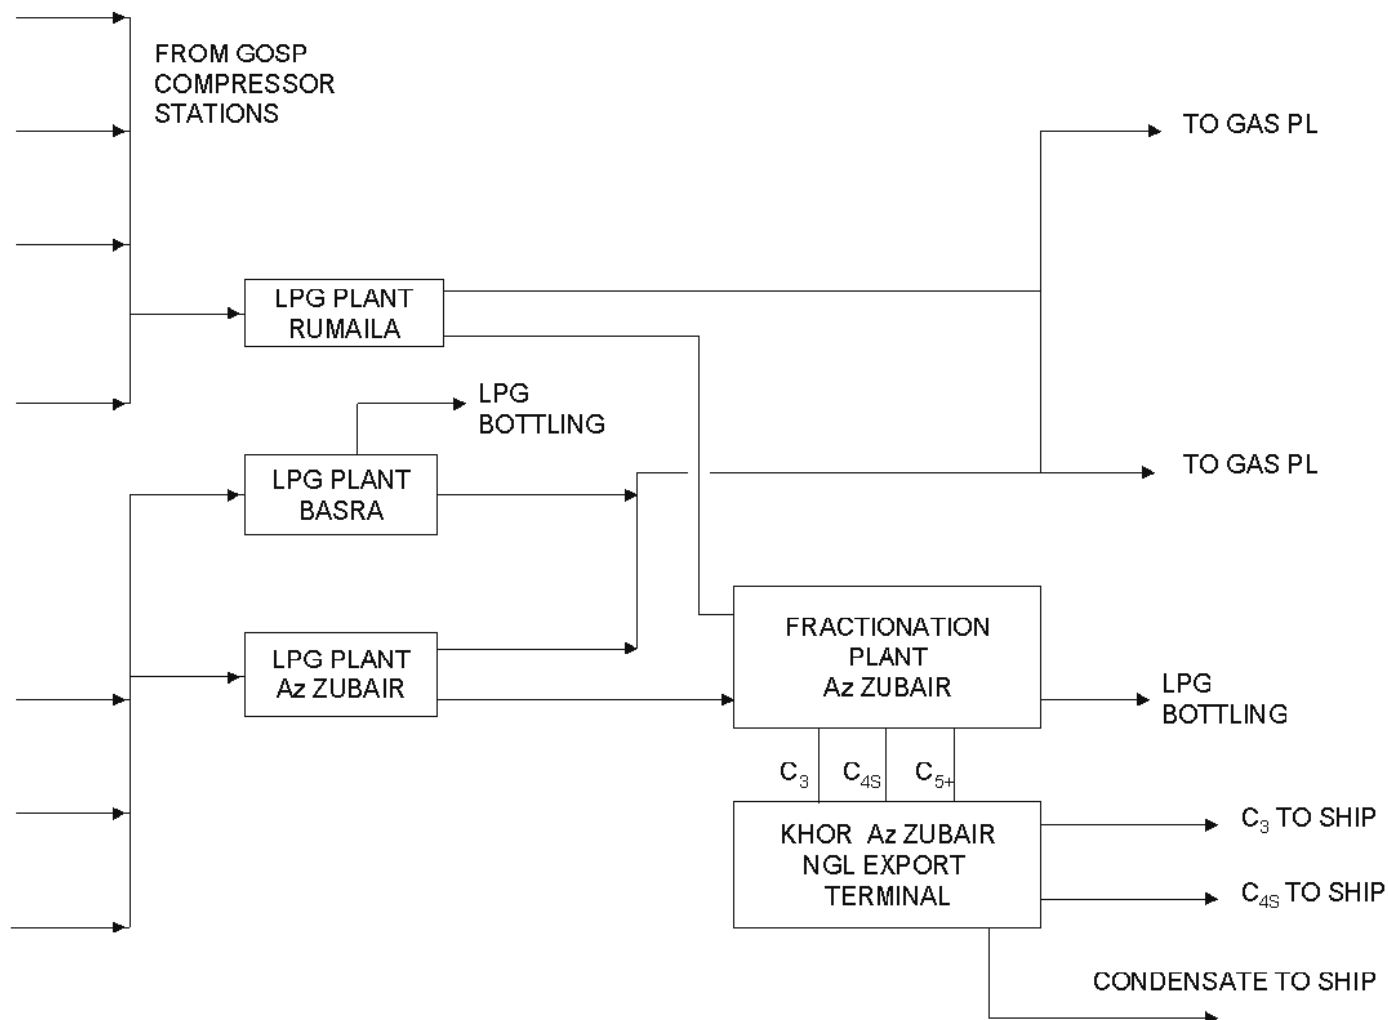 FROM GOSP
COMPRESSOR
STATIONS
TO GAS PL
LPG PLANT
RUMAILA
LPG
BOTTLING
LPG PLANT
BASRA
TO GAS PL
FRACTIONATION
PLANT
Az ZUBAIR
LPG PLANT
Az ZUBAIR
LPG
BOTTLING
C3 C4S C5+
KHOR Az ZUBAIR
NGL EXPORT
TERMINAL
C3 TO SHIP
C4S TO SHIP
CONDENSATE TO SHIP